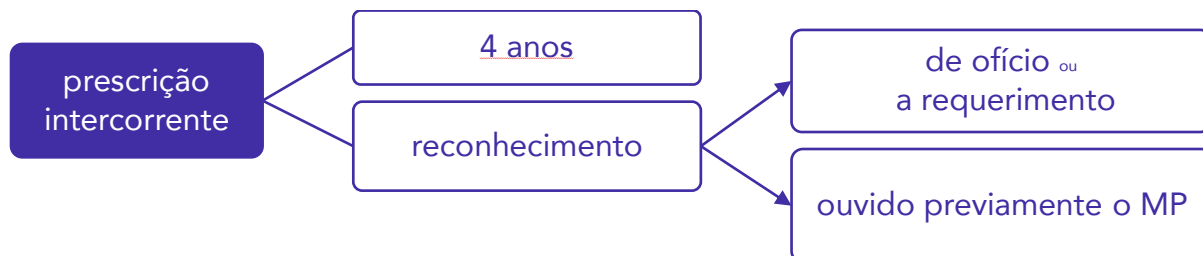 prescrição
intercorrente
4 anos
reconhecimento
de ofício ou
a requerimento
ouvido previamente o MP